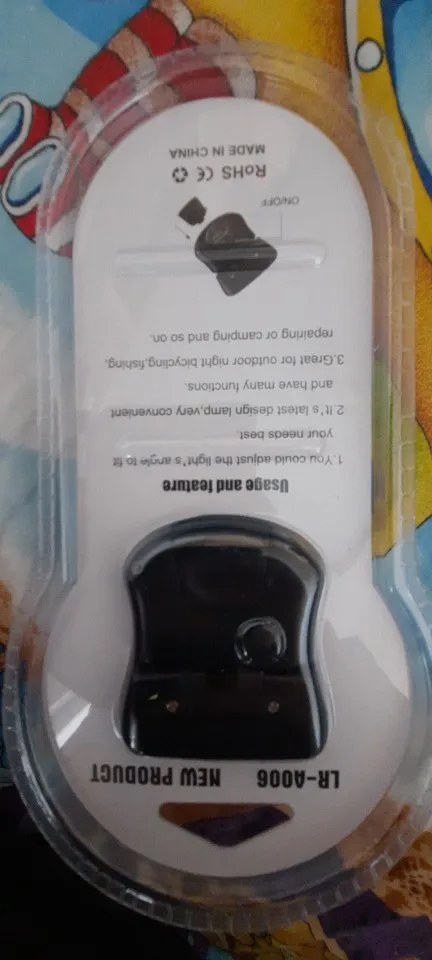 LR-A006 NEW PRODUCT
Usage and feature
1.You could adjust the light's angle to fit
your needs best.
2.It's latest design lamp,very convenient
and have many functions.
3.Great for outdoor night bicycling,fishing,
repairing or camping and so on.
ON/OFF
RoHS CE
MADE IN CHINA